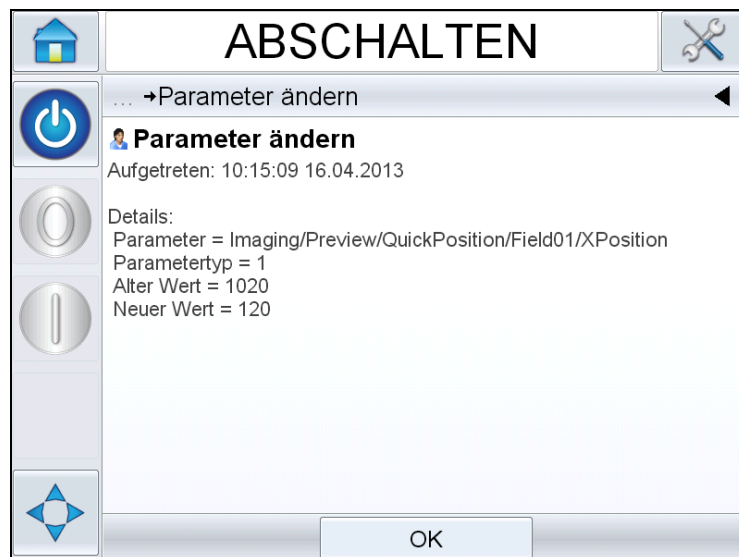 ABSCHALTEN
... →Parameter ändern
Parameter ändern
Aufgetreten: 10:15:09 16.04.2013
Details:
Parameter = Imaging/Preview/QuickPosition/Field01/XPosition
Parametertyp = 1
Alter Wert = 1020
Neuer Wert = 120
OK